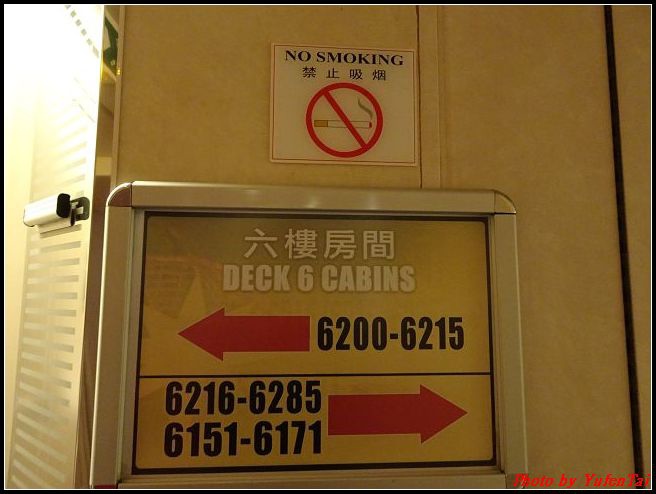 NO SMOKING
禁止吸烟
六樓房間
DECK 6 CABINS
6200-6215
6216-6285
6151-6171
Photo by YufenTai